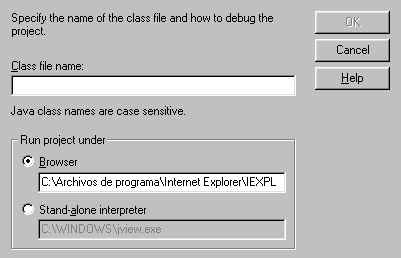 Specify the name of the class file and how to debug the
project.
OK
Cancel
Help
Class file name:
Java class names are case sensitive.
Run project under
Browser
C:\Archivos de programa\Internet Explorer\IEXPL
Stand-alone interpreter
C:\WINDOWS\jview.exe